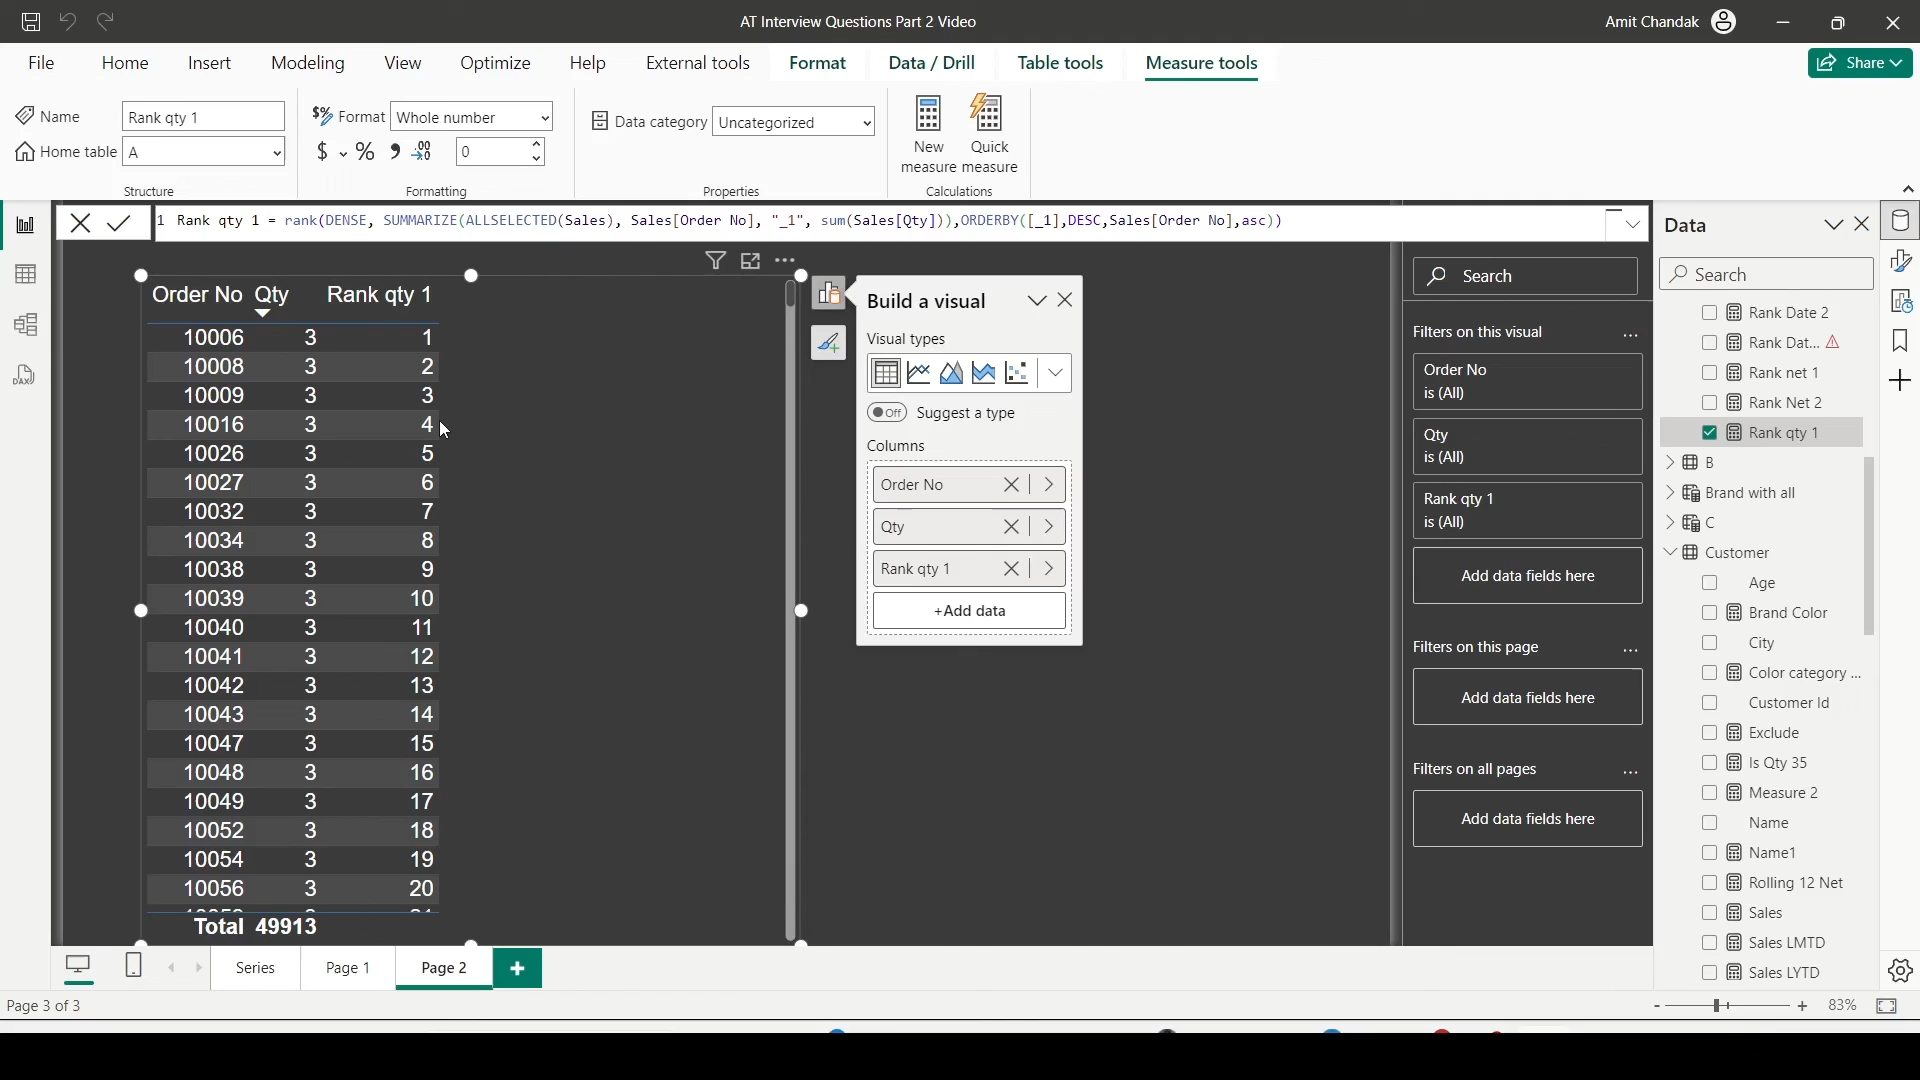 AT Interview Questions Part 2 Video
Amit Chandak
File Home Insert Modeling View Optimize Help External tools Format Data / Drill Table tools Measure tools
Share
Name Rank qty 1
Home table A
Structure
Format Whole number
$ % 0
Formatting
Data category Uncategorized
Properties
New measure
Quick measure
Calculations
1 Rank qty 1 = rank(DENSE, SUMMARIZE(ALLSELECTED(Sales), Sales[Order No], "_1", sum(Sales[Qty])),ORDERBY([_1],DESC,Sales[Order No],asc))
Order No Qty Rank qty 1
10006 3 1
10008 3 2
10009 3 3
10016 3 4
10026 3 5
10027 3 6
10032 3 7
10034 3 8
10038 3 9
10039 3 10
10040 3 11
10041 3 12
10042 3 13
10043 3 14
10047 3 15
10048 3 16
10049 3 17
10052 3 18
10054 3 19
10056 3 20
Total 49913
Build a visual
Visual types
Off Suggest a type
Columns
Order No
Qty
Rank qty 1
+Add data
Search
Filters on this visual
Order No
is (All)
Qty
is (All)
Rank qty 1
is (All)
Add data fields here
Filters on this page
Add data fields here
Filters on all pages
Add data fields here
Data
Search
Rank Date 2
Rank Dat...
Rank net 1
Rank Net 2
Rank qty 1
B
Brand with all
C
Customer
Age
Brand Color
City
Color category ...
Customer Id
Exclude
Is Qty 35
Measure 2
Name
Name1
Rolling 12 Net
Sales
Sales LMTD
Sales LYTD
DAX
Series Page 1 Page 2
Page 3 of 3
83%